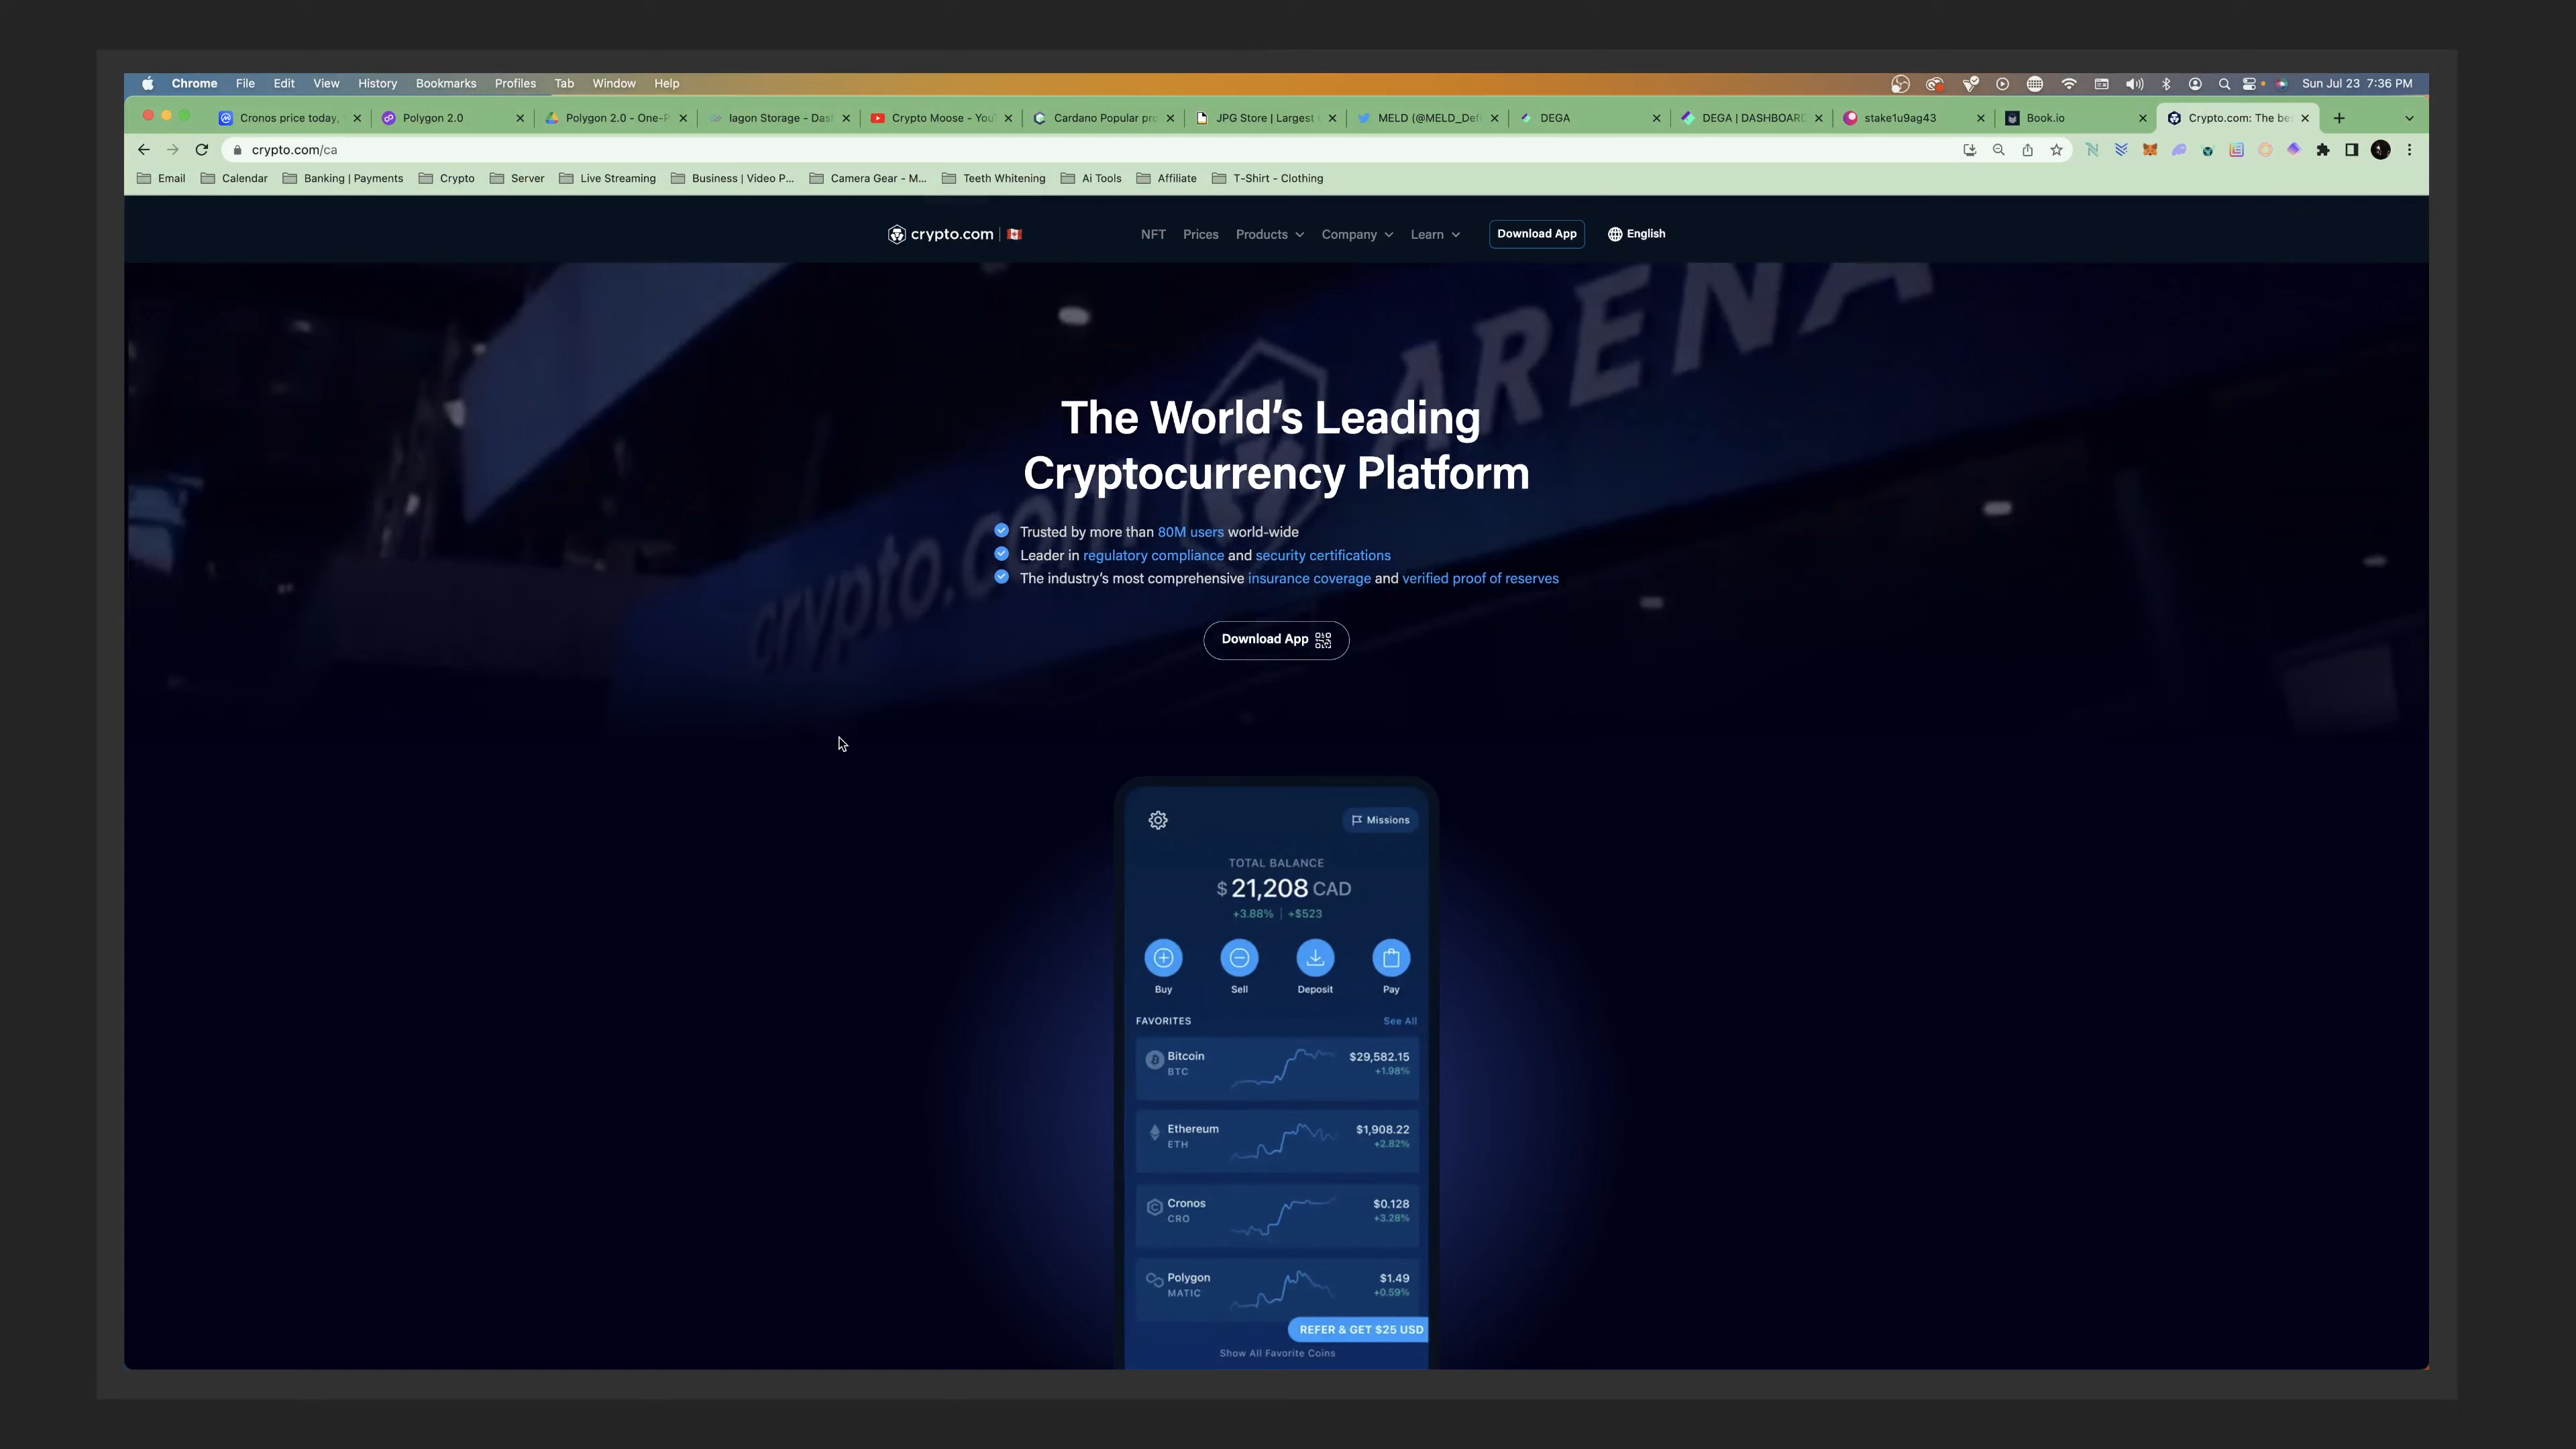 Chrome File Edit View History Bookmarks Profiles Tab Window Help Sun Jul 23 7:36 PM
Cronos price today, Polygon 2.0 Polygon 2.0 - One-P Iagon Storage - Das Crypto Moose - You Cardano Popular pro JPG Store | Largest MELD (@MELD_Defi DEGA DEGA | DASHBOARD stake1u9ag43 Book.io Crypto.com: The be
crypto.com/ca
Email Calendar Banking | Payments Crypto Server Live Streaming Business | Video P... Camera Gear - M... Teeth Whitening Ai Tools Affiliate T-Shirt - Clothing
crypto.com NFT Prices Products Company Learn Download App English
crypto.com ARENA
The World's Leading
Cryptocurrency Platform
Trusted by more than 80M users world-wide
Leader in regulatory compliance and security certifications
The industry's most comprehensive insurance coverage and verified proof of reserves
Download App
Missions
TOTAL BALANCE
$ 21,208 CAD
+3.88% | +$523
Buy Sell Deposit Pay
FAVORITES See All
Bitcoin $29,582.15
BTC +1.98%
Ethereum $1,908.22
ETH +2.82%
Cronos $0.128
CRO +3.28%
Polygon $1.49
MATIC +0.59%
REFER & GET $25 USD
Show All Favorite Coins